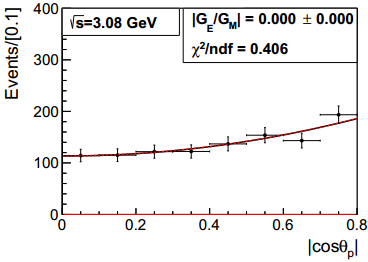 Events/[0.1]
400
300
200
100
0
√s=3.08 GeV
|G_E/G_M| = 0.000 ± 0.000
χ²/ndf = 0.406
0 0.2 0.4 0.6 0.8
|cosθ_p|